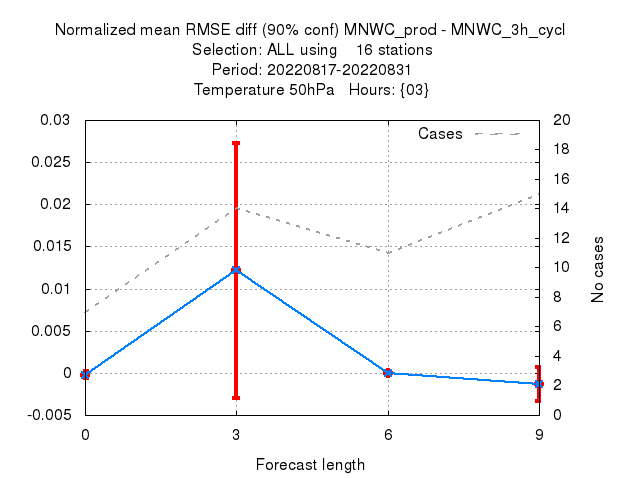 Normalized mean RMSE diff (90% conf) MNWC_prod - MNWC_3h_cycl
Selection: ALL using    16 stations
Period: 20220817-20220831
Temperature 50hPa   Hours: {03}
Cases
0.03
0.025
0.02
0.015
0.01
0.005
0
-0.005
20
18
16
14
12
10
8
6
4
2
0
No cases
0 3 6 9
Forecast length